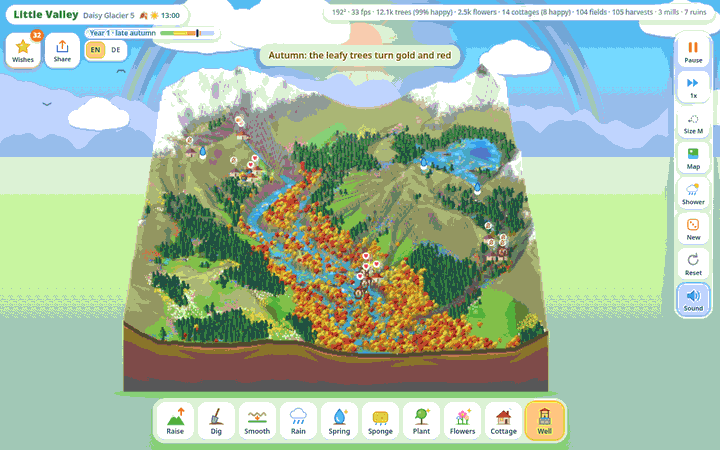 Little Valley Daisy Glacier 5 13:00
192° · 33 fps · 12.1k trees (99% happy) · 2.5k flowers · 14 cottages (8 happy) · 104 fields · 105 harvests · 3 mills · 7 ruins
Year 1 · late autumn
32
Wishes
Share
EN DE
Autumn: the leafy trees turn gold and red
Pause
1x
Size M
Map
Shower
New
Reset
Sound
Raise Dig Smooth Rain Spring Sponge Plant Flowers Cottage Well